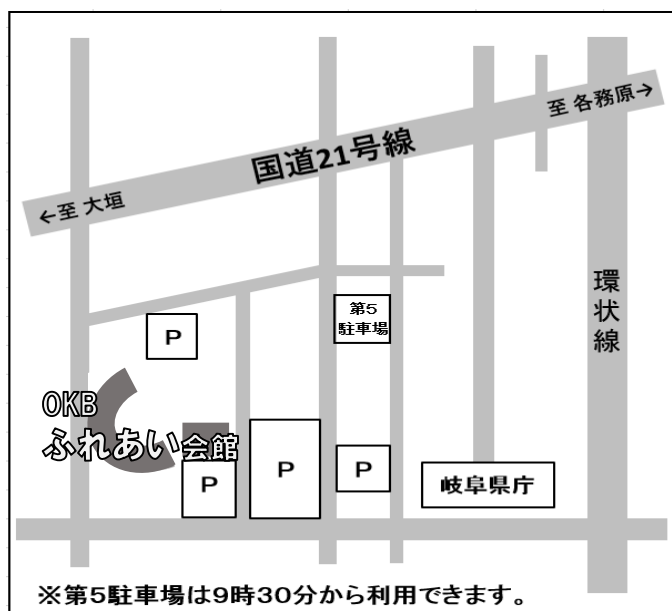 至 各務原→
国道21号線
←至 大垣
環状線
第5
駐車場
P
OKB
ふれあい会館
P
P
P
岐阜県庁
※第5駐車場は9時30分から利用できます。